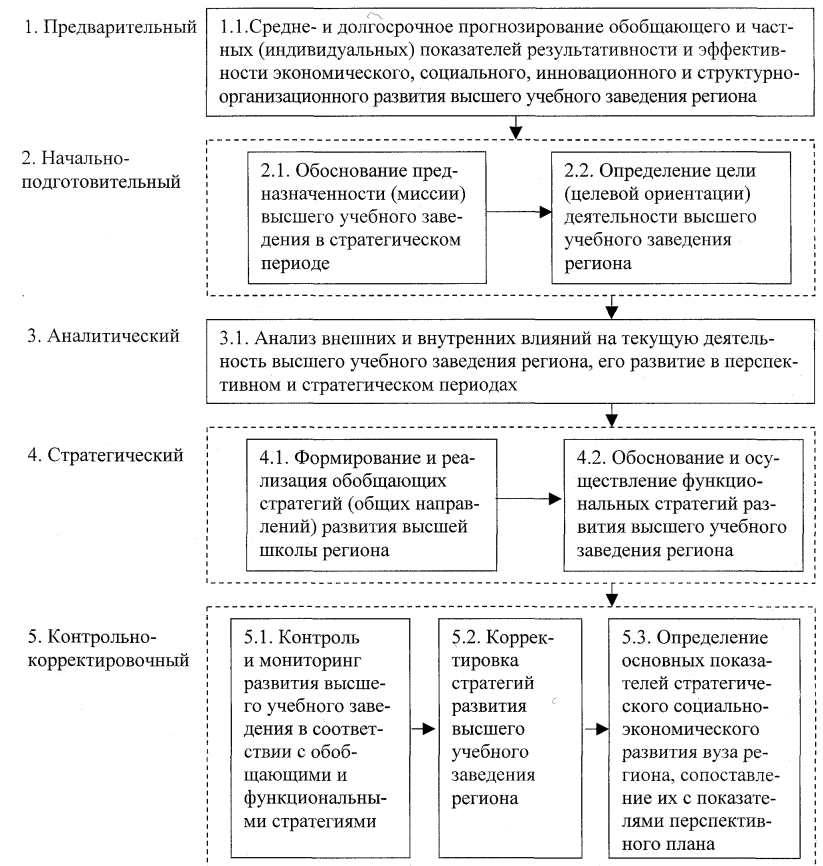 1. Предварительный
1.1.Средне- и долгосрочное прогнозирование обобщающего и част-
ных (индивидуальных) показателей результативности и эффектив-
ности экономического, социального, инновационного и структурно-
организационного развития высшего учебного заведения региона
2. Начально-
подготовительный
2.1. Обоснование пред-
назначенности (миссии)
высшего учебного заве-
дения в стратегическом
периоде
2.2. Определение цели
(целевой ориентации)
деятельности высшего
учебного заведения
региона
3. Аналитический
3.1. Анализ внешних и внутренних влияний на текущую деятель-
ность высшего учебного заведения региона, его развитие в перспек-
тивном и стратегическом периодах
4. Стратегический
4.1. Формирование и реа-
лизация обобщающих
стратегий (общих направ-
лений) развития высшей
школы региона
4.2. Обоснование и осу-
ществление функцио-
нальных стратегий раз-
вития высшего учебного
заведения региона
5. Контрольно-
корректировочный
5.1. Контроль
и мониторинг
развития высше-
го учебного заве-
дения в соответ-
ствии с обоб-
щающими и
функциональны-
ми стратегиями
5.2. Коррек-
тировка
стратегий
развития
высшего
учебного
заведения
региона
5.3. Определение
основных показа-
телей стратегиче-
ского социально-
экономического
развития вуза ре-
гиона, сопоставле-
ние их с показате-
лями перспектив-
ного плана